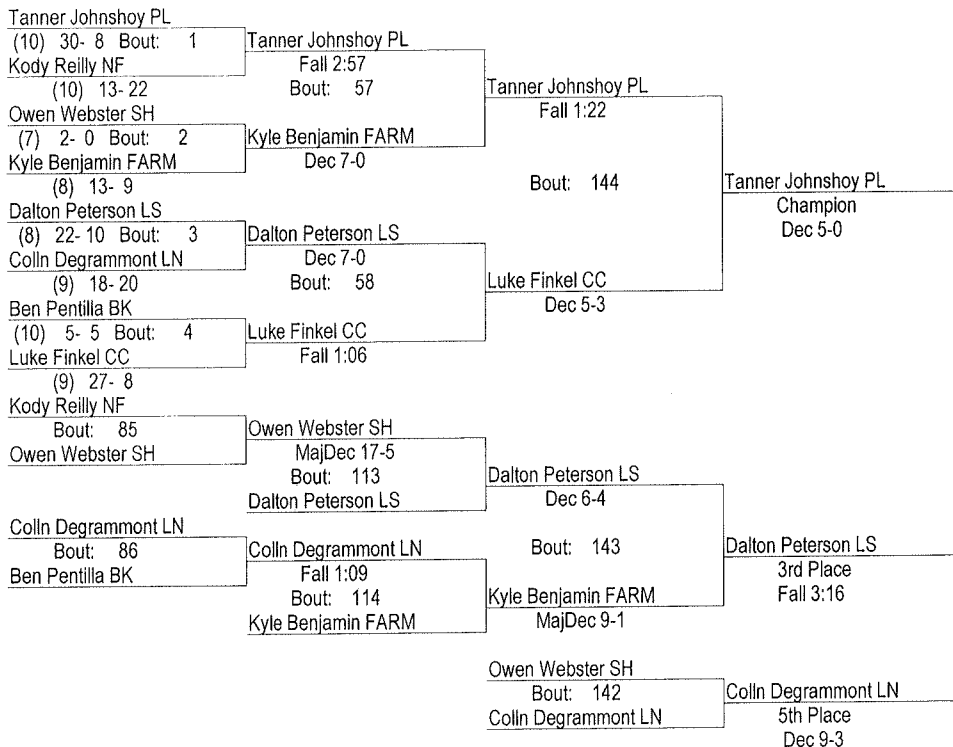 Tanner Johnshoy PL
(10) 30- 8 Bout: 1
Kody Reilly NF
(10) 13- 22
Owen Webster SH
(7) 2- 0 Bout: 2
Kyle Benjamin FARM
(8) 13- 9
Dalton Peterson LS
(8) 22- 10 Bout: 3
Colln Degrammont LN
(9) 18- 20
Ben Pentilla BK
(10) 5- 5 Bout: 4
Luke Finkel CC
(9) 27- 8
Tanner Johnshoy PL
Fall 2:57
Bout: 57
Kyle Benjamin FARM
Dec 7-0
Dalton Peterson LS
Dec 7-0
Bout: 58
Luke Finkel CC
Fall 1:06
Tanner Johnshoy PL
Fall 1:22
Bout: 144
Luke Finkel CC
Dec 5-3
Tanner Johnshoy PL
Champion
Dec 5-0
Kody Reilly NF
Bout: 85
Owen Webster SH
Colln Degrammont LN
Bout: 86
Ben Pentilla BK
Owen Webster SH
MajDec 17-5
Bout: 113
Dalton Peterson LS
Colln Degrammont LN
Fall 1:09
Bout: 114
Kyle Benjamin FARM
Dalton Peterson LS
Dec 6-4
Bout: 143
Kyle Benjamin FARM
MajDec 9-1
Dalton Peterson LS
3rd Place
Fall 3:16
Owen Webster SH
Bout: 142
Colln Degrammont LN
Colln Degrammont LN
5th Place
Dec 9-3